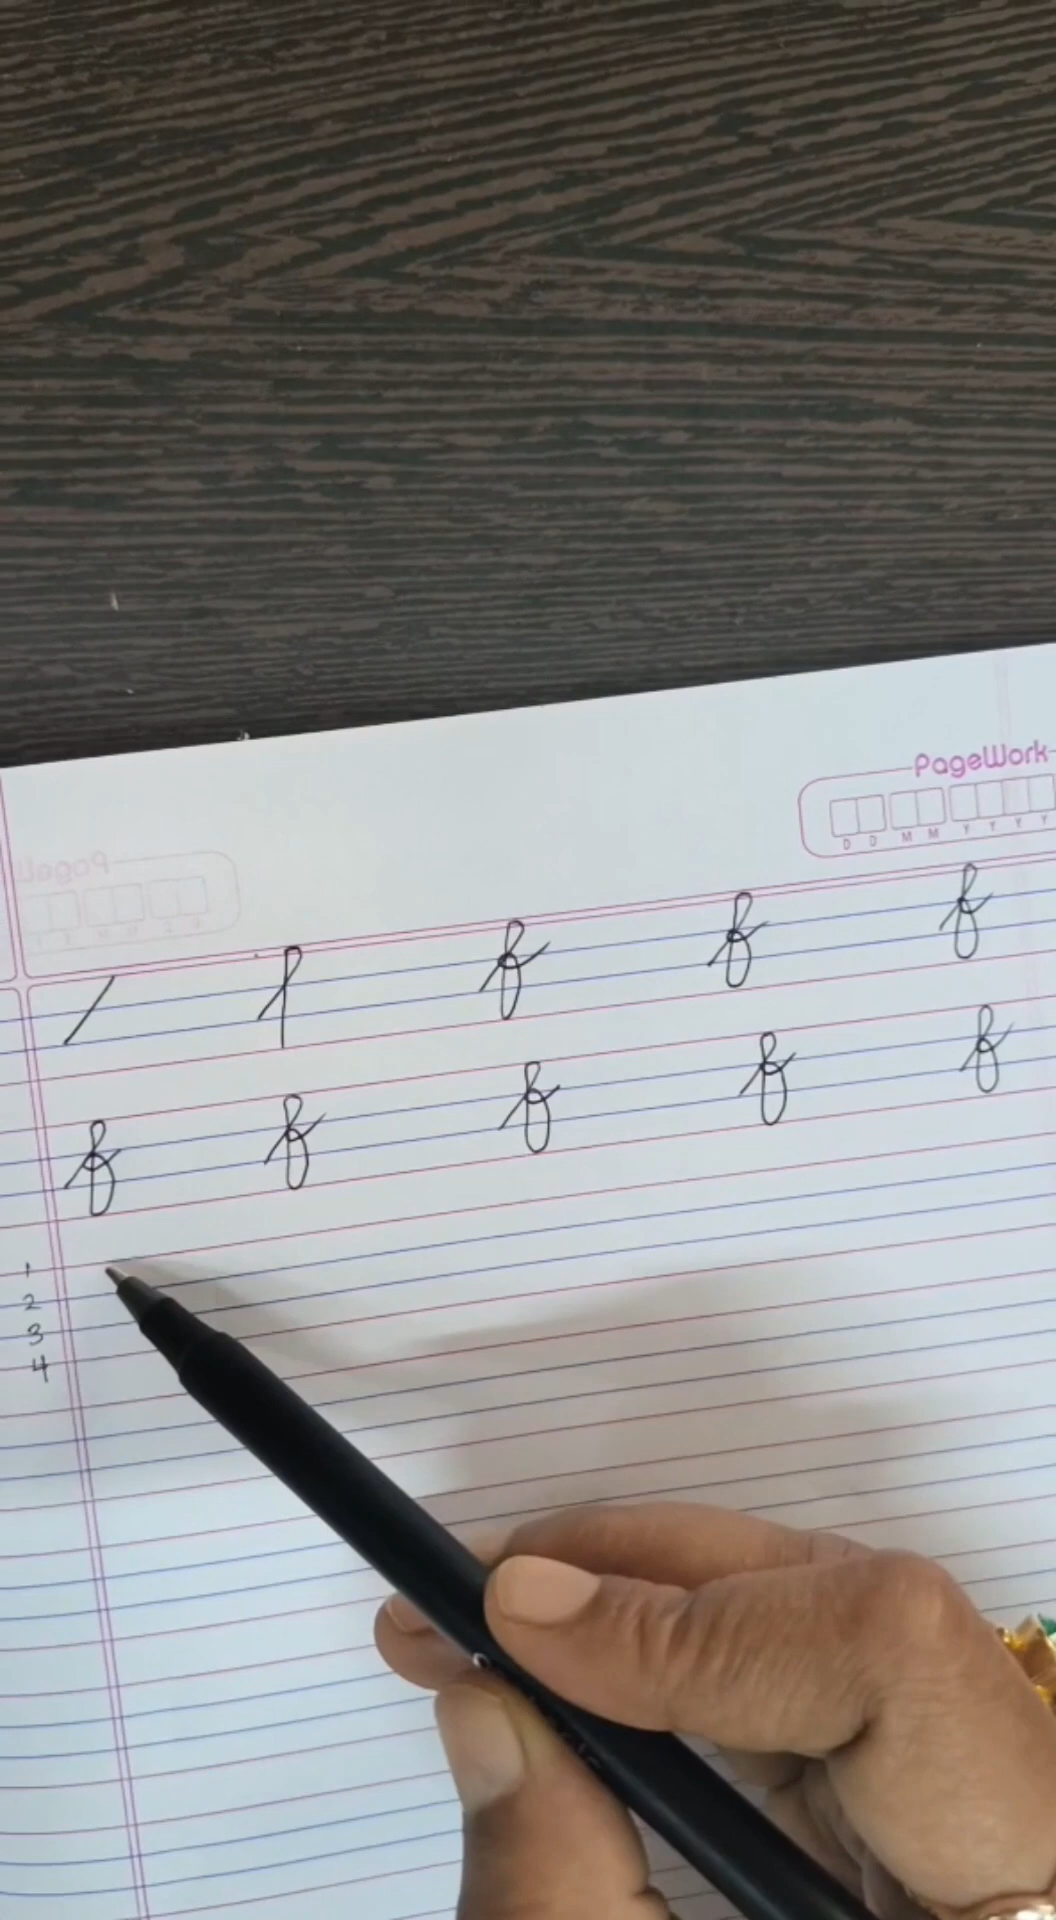 PageWork
D D M M Y Y Y Y
f f f
f f f f f
1
2
3
4